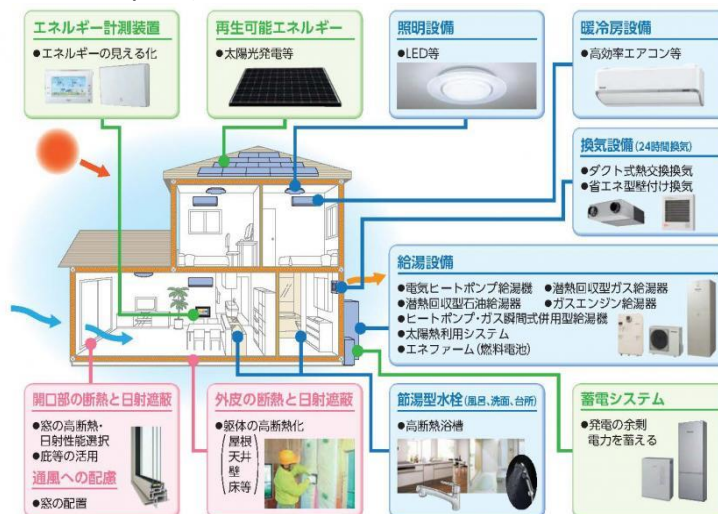 エネルギー計測装置
●エネルギーの見える化
再生可能エネルギー
●太陽光発電等
照明設備
●LED等
暖冷房設備
●高効率エアコン等
換気設備(24時間換気)
●ダクト式熱交換換気
●省エネ型壁付け換気
給湯設備
●電気ヒートポンプ給湯機 ●潜熱回収型ガス給湯器
●潜熱回収型石油給湯器 ●ガスエンジン給湯器
●ヒートポンプ・ガス瞬間式併用型給湯機
●太陽熱利用システム
●エネファーム(燃料電池)
開口部の断熱と日射遮蔽
●窓の高断熱・
日射性能選択
●庇等の活用
通風への配慮
●窓の配置
外皮の断熱と日射遮蔽
●躯体の高断熱化
(屋根
天井
壁
床等)
節湯型水栓(風呂、洗面、台所)
●高断熱浴槽
蓄電システム
●発電の余剰
電力を蓄える